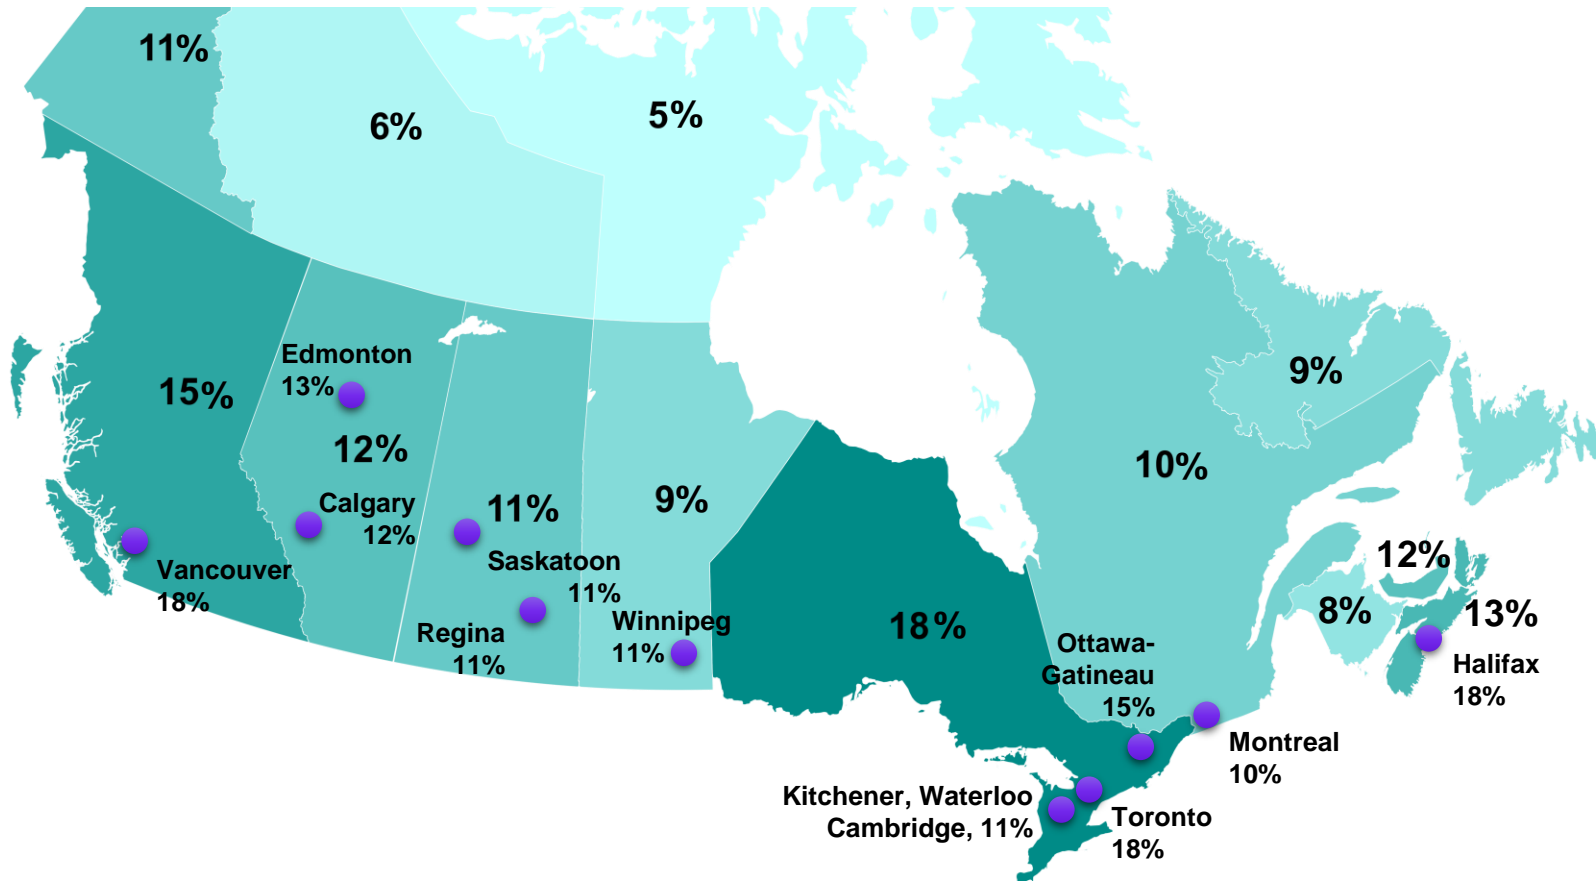 11%
6%
5%
Edmonton
13%
15%
12%
9%
10%
9%
11%
Calgary
12%
Saskatoon
11%
Vancouver
18%
12%
8%
13%
Regina
11%
Winnipeg
11%
18%
Ottawa-
Gatineau
15%
Halifax
18%
Montreal
10%
Kitchener, Waterloo
Cambridge, 11%
Toronto
18%